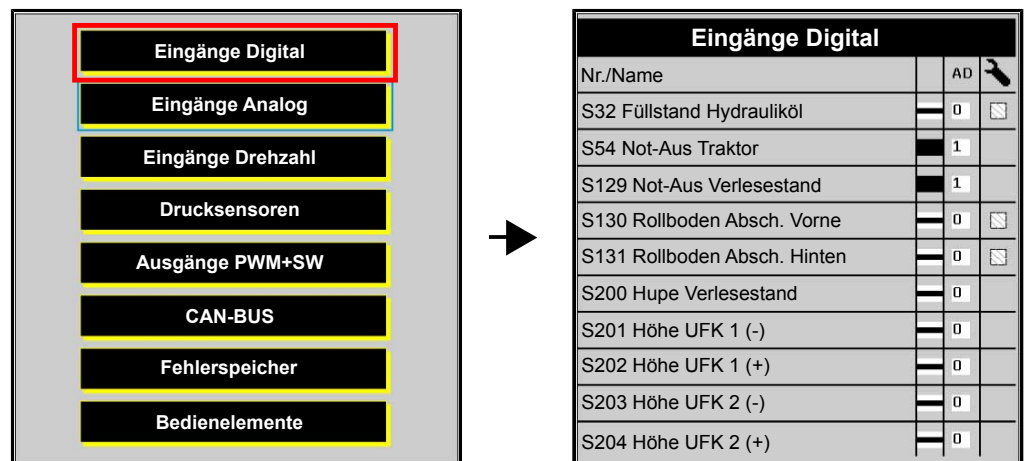 Eingänge Digital
Eingänge Analog
Eingänge Drehzahl
Drucksensoren
Ausgänge PWM+SW
CAN-BUS
Fehlerspeicher
Bedienelemente
Eingänge Digital
Nr./Name AD
S32 Füllstand Hydrauliköl 0
S54 Not-Aus Traktor 1
S129 Not-Aus Verlesestand 1
S130 Rollboden Absch. Vorne 0
S131 Rollboden Absch. Hinten 0
S200 Hupe Verlesestand 0
S201 Höhe UFK 1 (-) 0
S202 Höhe UFK 1 (+) 0
S203 Höhe UFK 2 (-) 0
S204 Höhe UFK 2 (+) 0